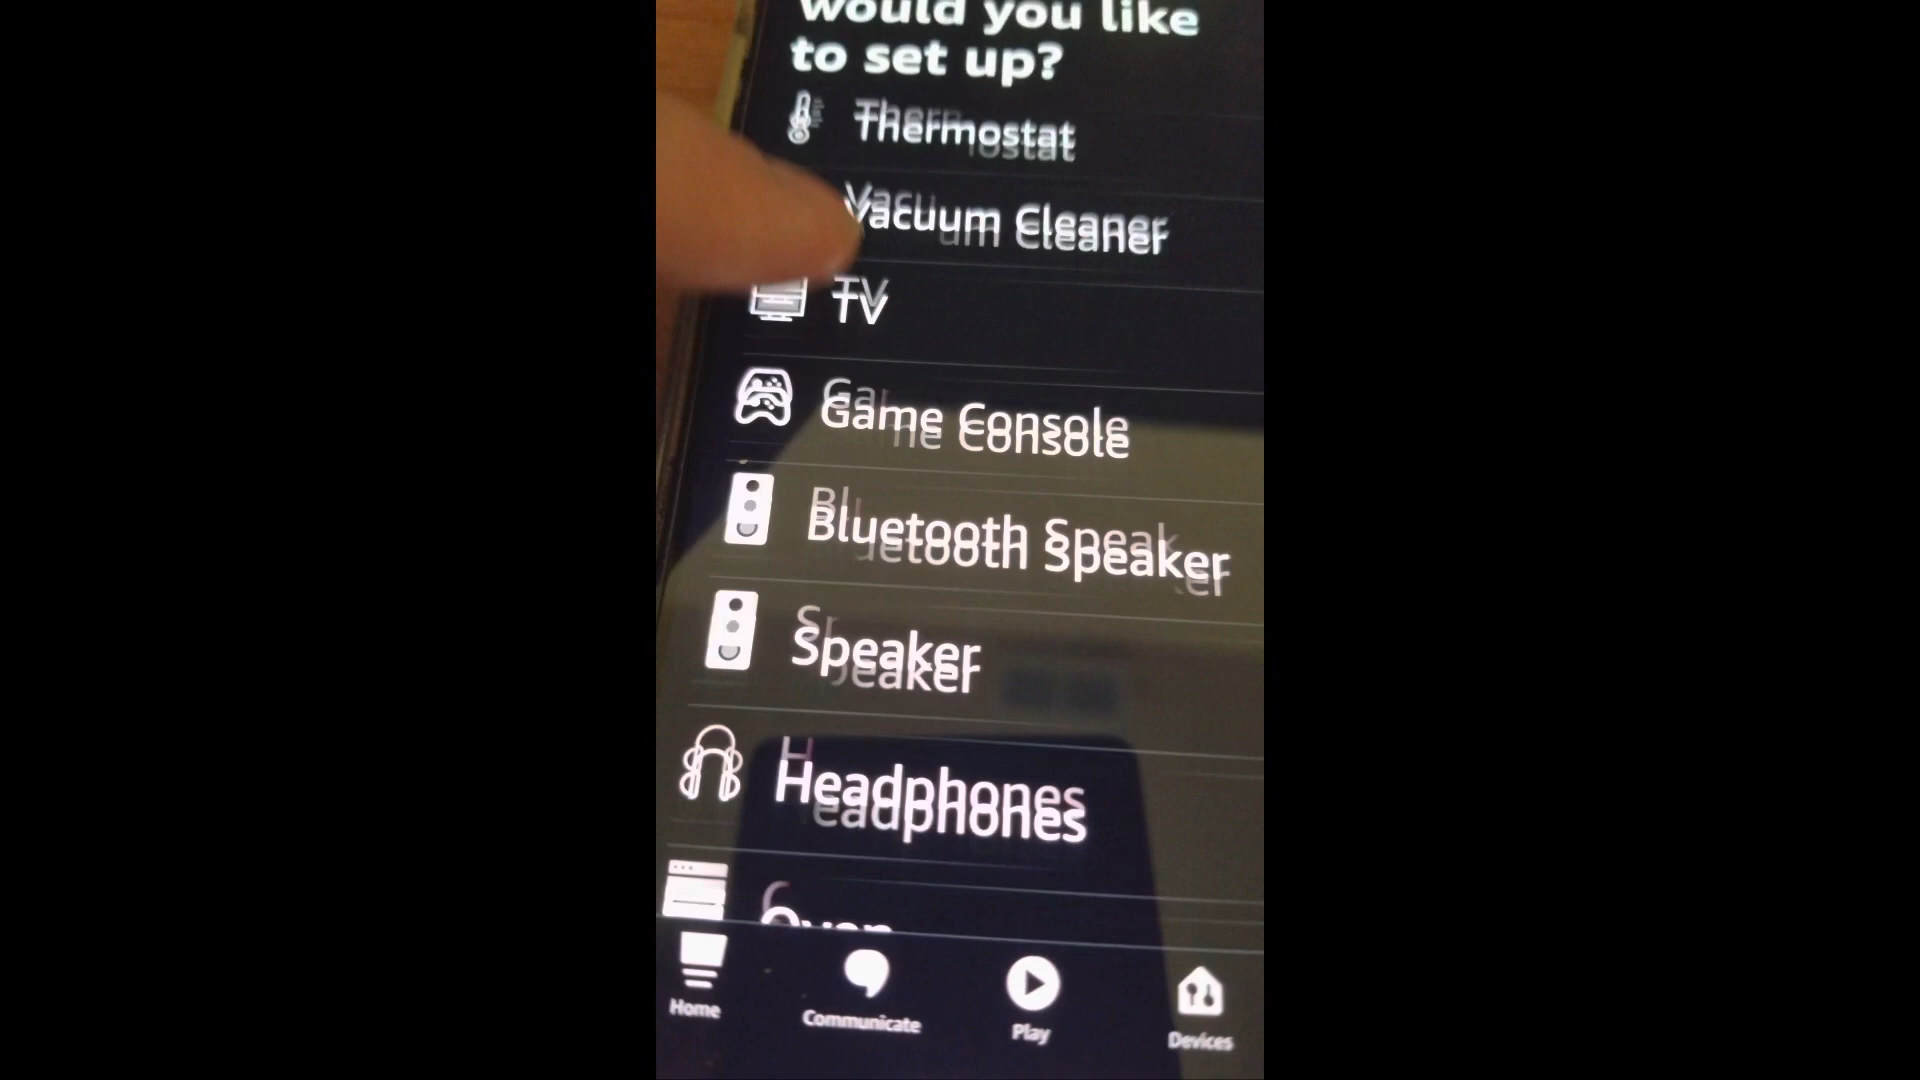 would you like
to set up?
Thermostat
Vacuum Cleaner
TV
Game Console
Bluetooth Speaker
Speaker
Headphones
Oven
Home
Communicate
Play
Devices